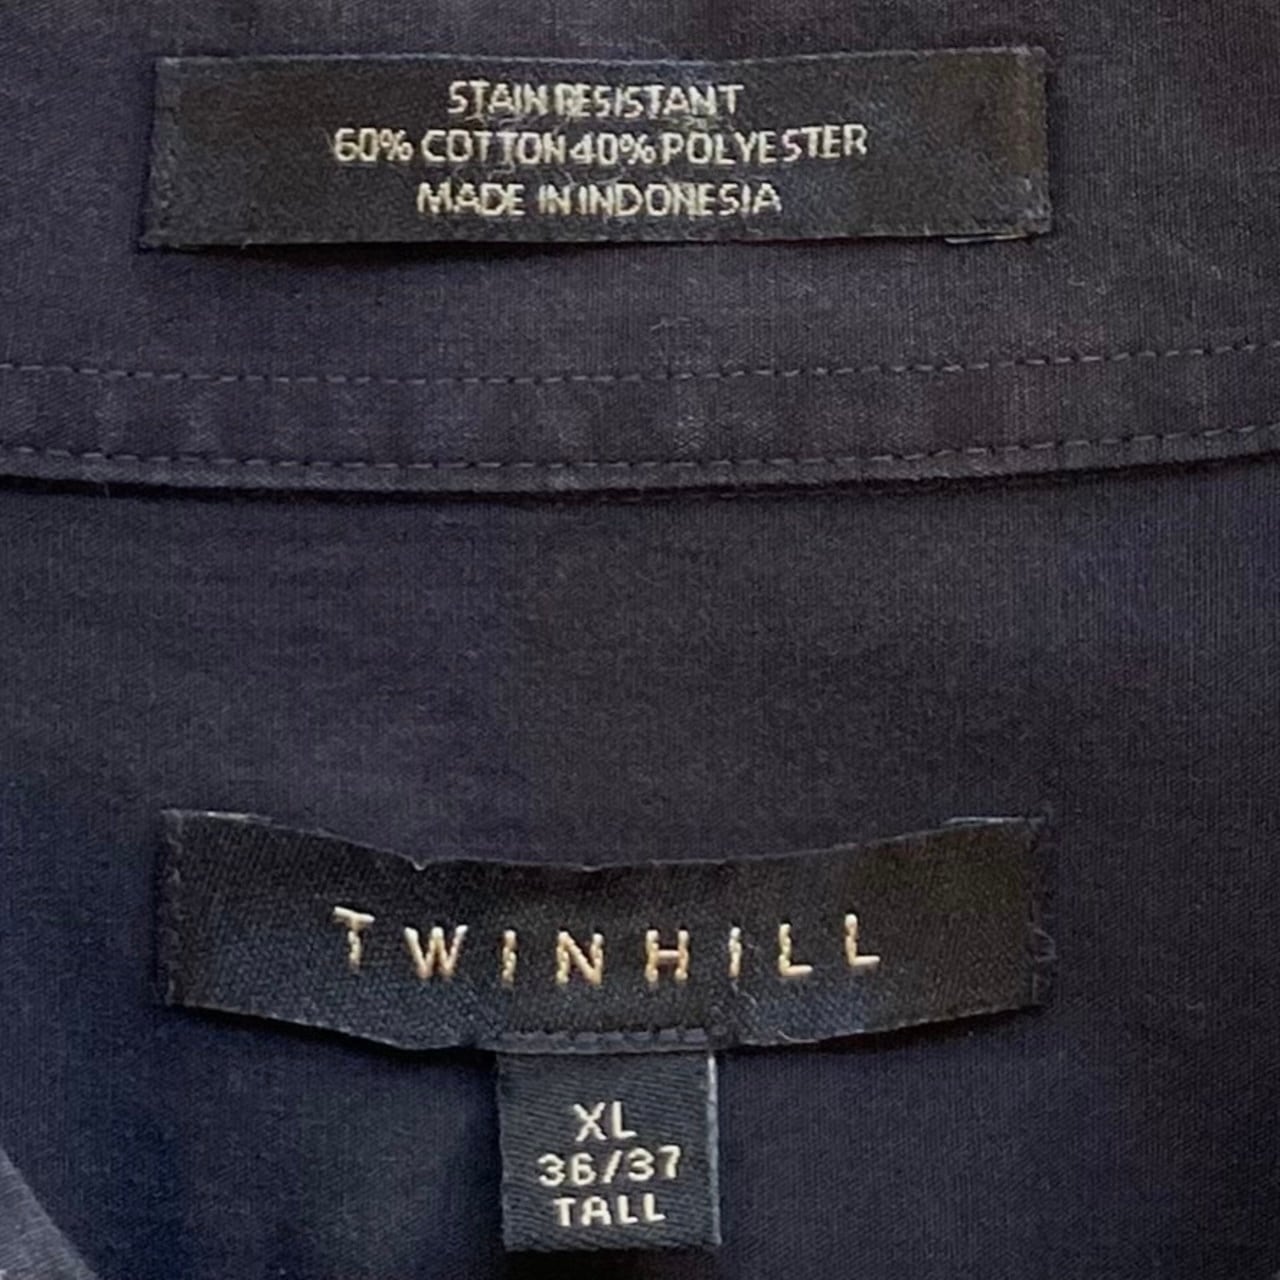 STAIN RESISTANT
60% COTTON 40% POLYESTER
MADE IN INDONESIA
TWINHILL
XL
36/37
TALL